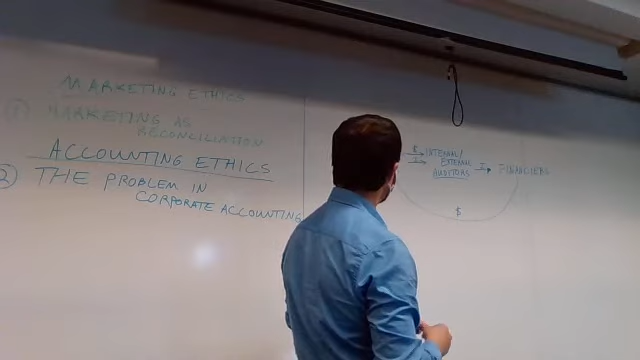 MARKETING ETHICS
① MARKETING AS
RECONCILIATION
ACCOUNTING ETHICS
② THE PROBLEM IN
CORPORATE ACCOUNTING
$
I
INTERNAL/
EXTERNAL
AUDITORS
I
FINANCIERS
$